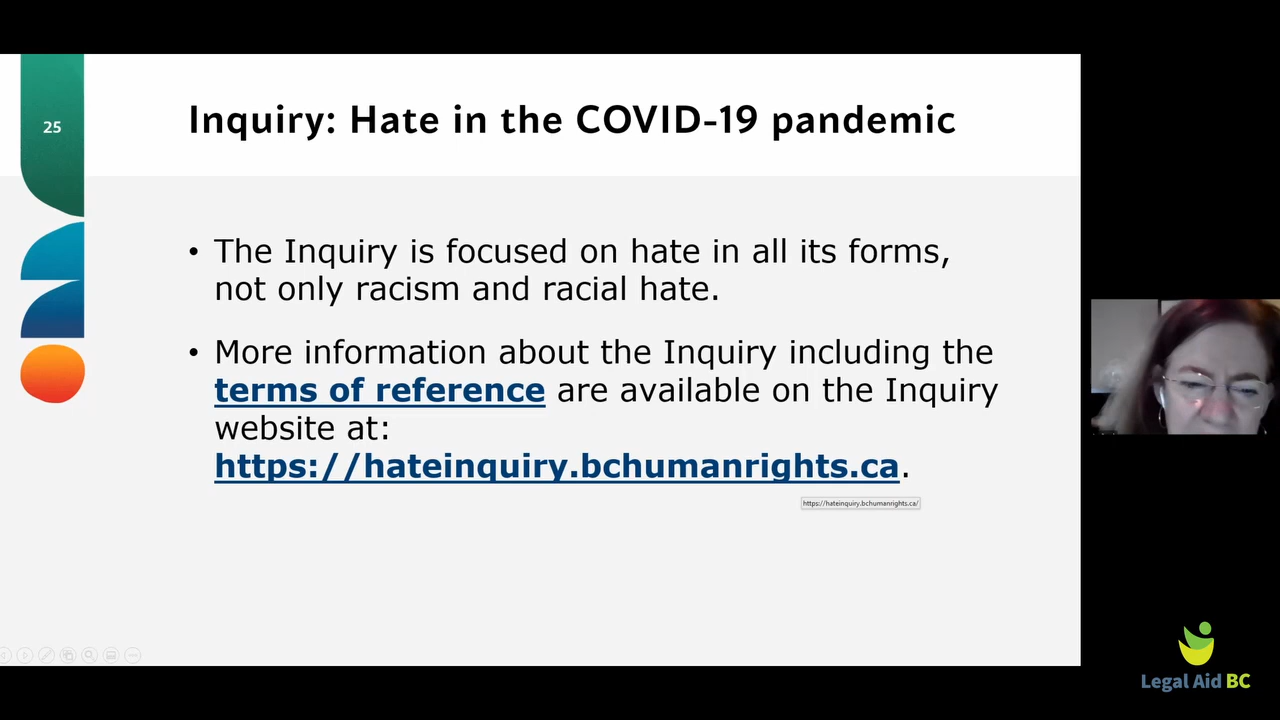 25
Inquiry: Hate in the COVID-19 pandemic
• The Inquiry is focused on hate in all its forms,
not only racism and racial hate.
• More information about the Inquiry including the
terms of reference are available on the Inquiry
website at:
https://hateinquiry.bchumanrights.ca.
https://hateinquiry.bchumanrights.ca/
Legal Aid BC